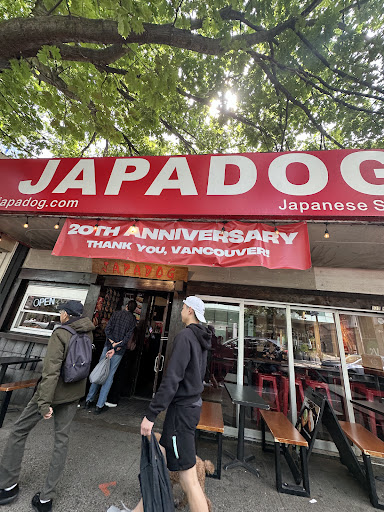 JAPADOG
japadog.com
Japanese S
20TH ANNIVERSARY
THANK YOU, VANCOUVER!
JAPADOG
OPEN